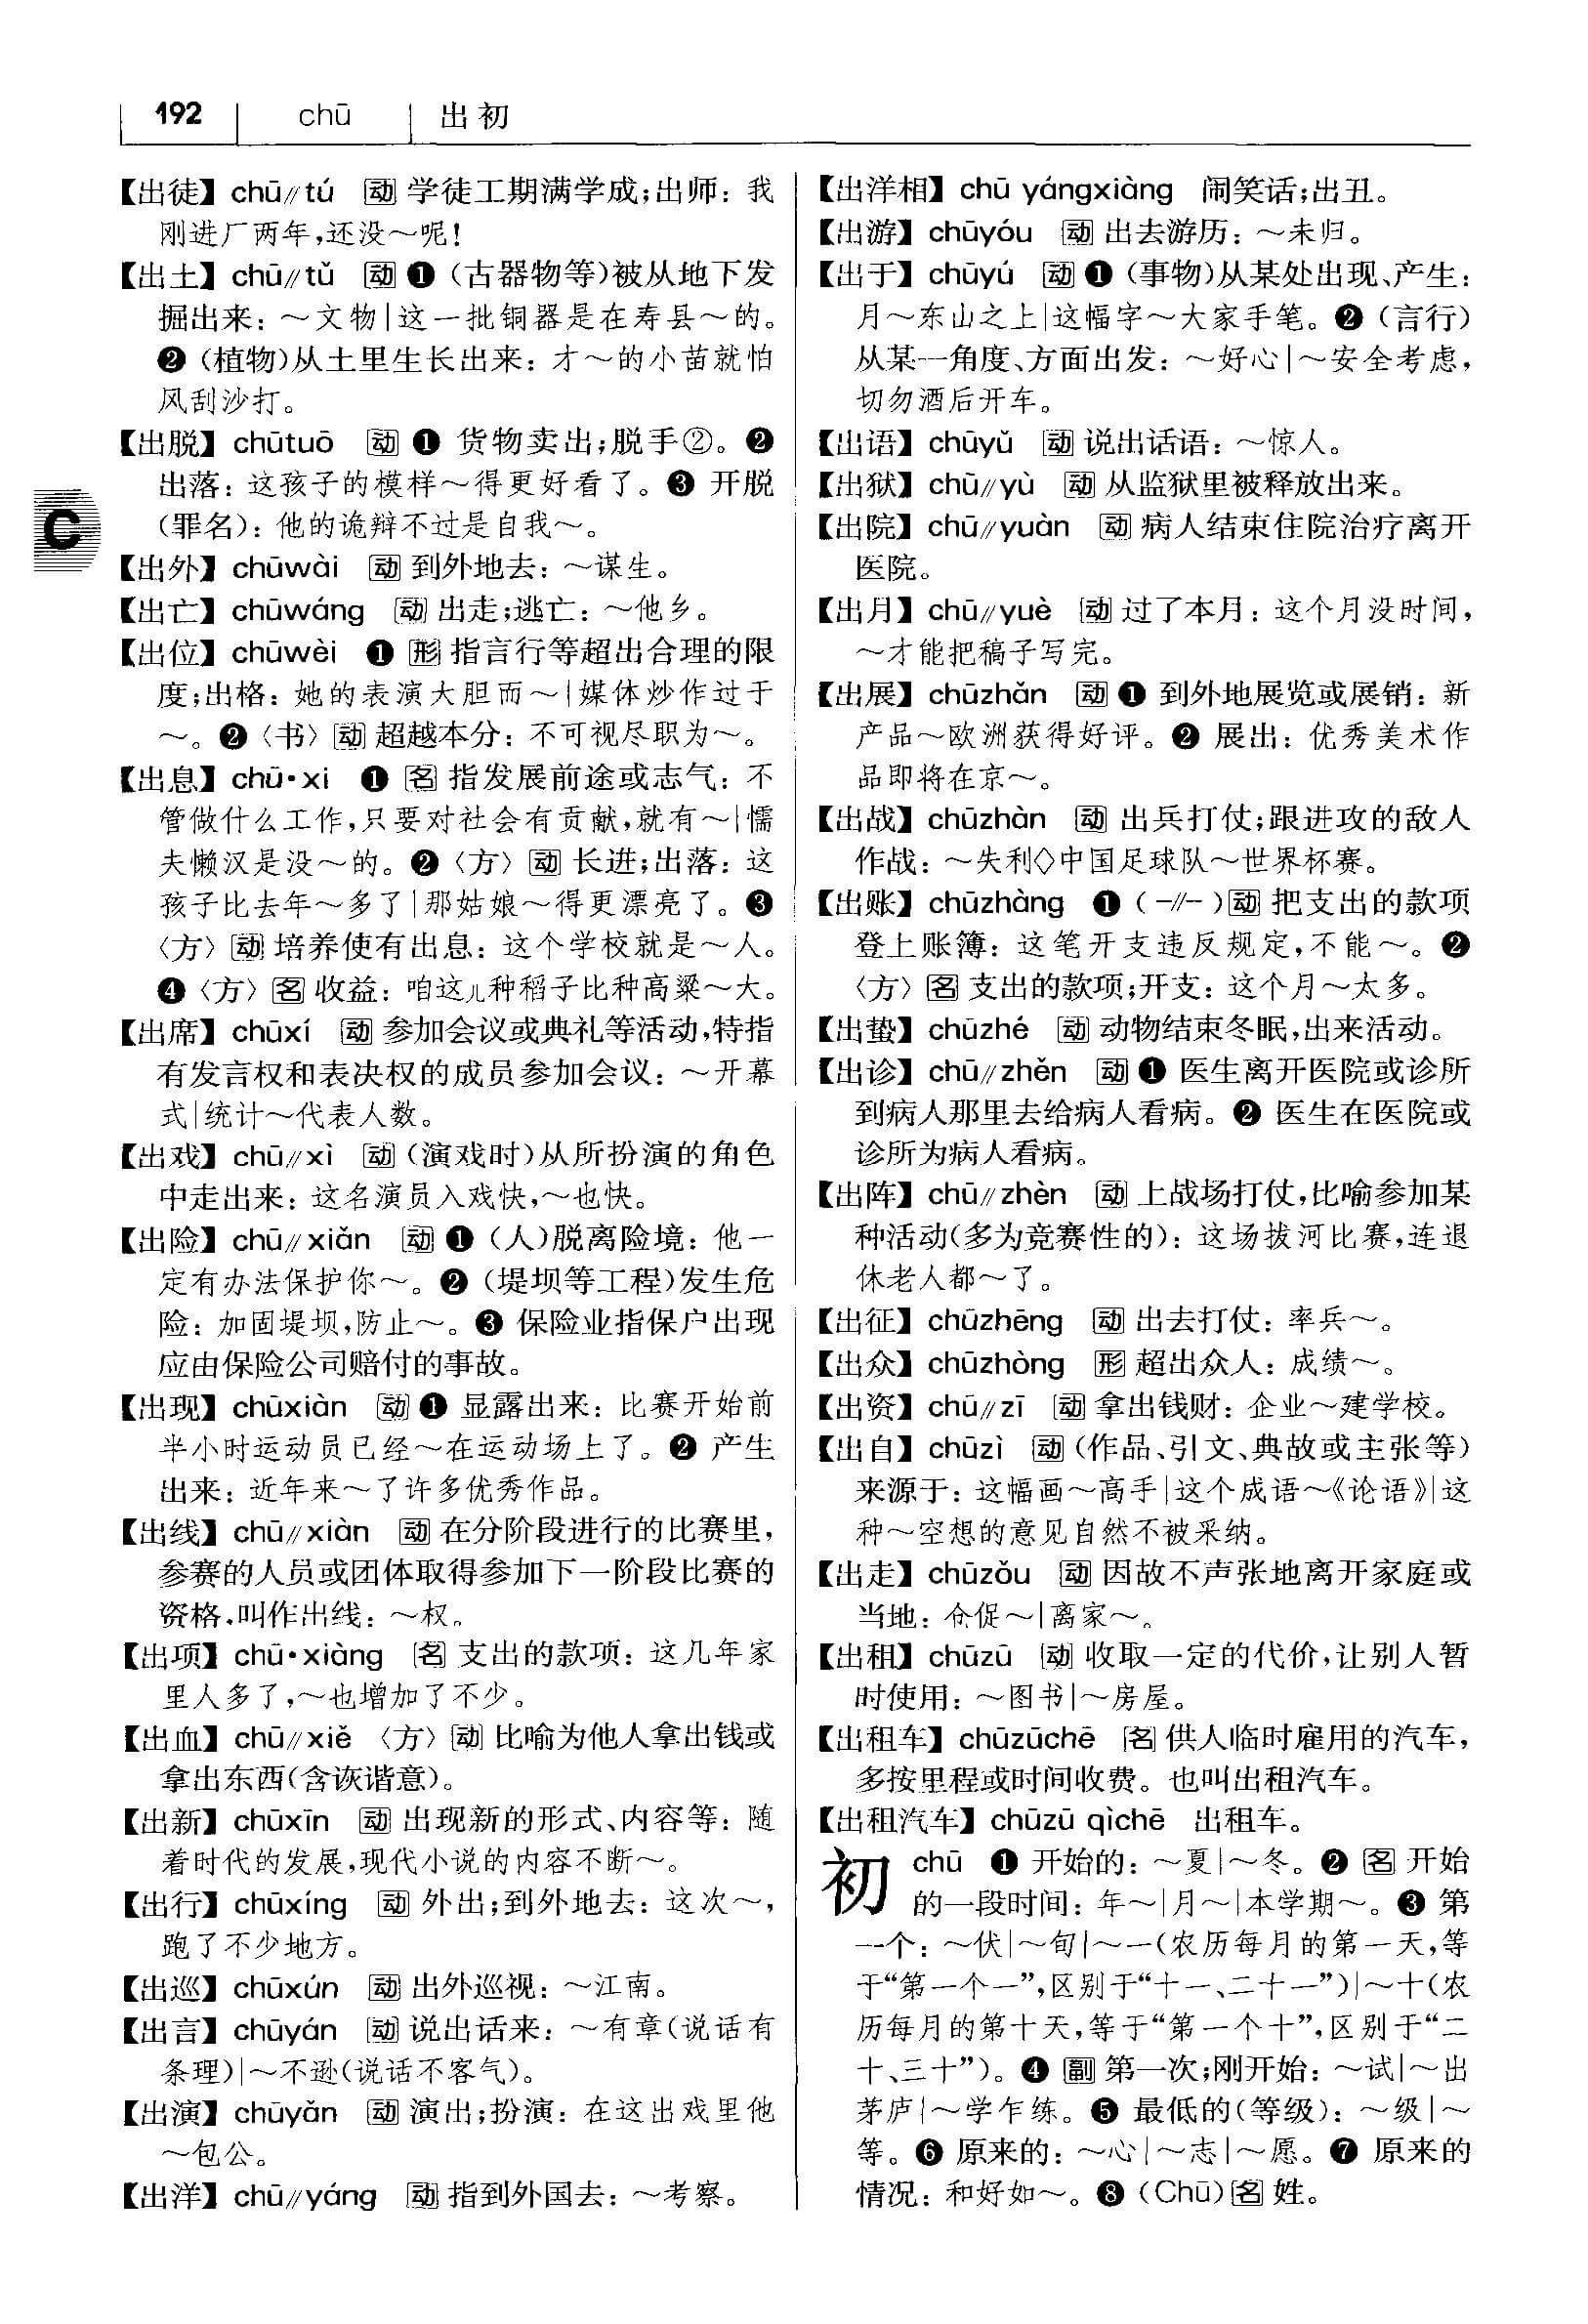 192 chū 出初
【出徒】chū∥tú 动 学徒工期满学成;出师：我
刚进厂两年,还没～呢!
【出土】chū∥tǔ 动 ❶（古器物等)被从地下发
掘出来：～文物|这一批铜器是在寿县～的。
❷（植物)从土里生长出来：才～的小苗就怕
风刮沙打。
【出脱】chūtuō 动 ❶ 货物卖出;脱手②。❷
出落：这孩子的模样～得更好看了。❸ 开脱
（罪名)：他的诡辩不过是自我～。
C
【出外】chūwài 动 到外地去：～谋生。
【出亡】chūwáng 动 出走;逃亡：～他乡。
【出位】chūwèi ❶ 形 指言行等超出合理的限
度;出格：她的表演大胆而～|媒体炒作过于
～。❷〈书〉动 超越本分：不可视尽职为～。
【出息】chū•xi ❶ 名 指发展前途或志气：不
管做什么工作,只要对社会有贡献,就有～|懦
夫懒汉是没～的。❷〈方〉动 长进;出落：这
孩子比去年～多了|那姑娘～得更漂亮了。❸
〈方〉动 培养使有出息：这个学校就是～人。
❹〈方〉名 收益：咱这儿种稻子比种高粱～大。
【出席】chūxí 动 参加会议或典礼等活动,特指
有发言权和表决权的成员参加会议：～开幕
式|统计～代表人数。
【出戏】chū∥xì 动（演戏时)从所扮演的角色
中走出来：这名演员入戏快,～也快。
【出险】chū∥xiǎn 动 ❶（人)脱离险境：他一
定有办法保护你～。❷（堤坝等工程)发生危
险：加固堤坝,防止～。❸ 保险业指保户出现
应由保险公司赔付的事故。
【出现】chūxiàn 动 ❶ 显露出来：比赛开始前
半小时运动员已经～在运动场上了。❷ 产生
出来：近年来～了许多优秀作品。
【出线】chū∥xiàn 动 在分阶段进行的比赛里,
参赛的人员或团体取得参加下一阶段比赛的
资格,叫作出线：～权。
【出项】chū•xiàng 名 支出的款项：这几年家
里人多了,～也增加了不少。
【出血】chū∥xiě〈方〉动 比喻为他人拿出钱或
拿出东西(含诙谐意)。
【出新】chūxīn 动 出现新的形式、内容等：随
着时代的发展,现代小说的内容不断～。
【出行】chūxíng 动 外出;到外地去：这次～,
跑了不少地方。
【出巡】chūxún 动 出外巡视：～江南。
【出言】chūyán 动 说出话来：～有章(说话有
条理)|～不逊(说话不客气)。
【出演】chūyǎn 动 演出;扮演：在这出戏里他
～包公。
【出洋】chū∥yáng 动 指到外国去：～考察。
【出洋相】chū yángxiàng 闹笑话;出丑。
【出游】chūyóu 动 出去游历：～未归。
【出于】chūyú 动 ❶（事物)从某处出现、产生：
月～东山之上|这幅字～大家手笔。❷（言行)
从某一角度、方面出发：～好心|～安全考虑,
切勿酒后开车。
【出语】chūyǔ 动 说出话语：～惊人。
【出狱】chū∥yù 动 从监狱里被释放出来。
【出院】chū∥yuàn 动 病人结束住院治疗离开
医院。
【出月】chū∥yuè 动 过了本月：这个月没时间,
～才能把稿子写完。
【出展】chūzhǎn 动 ❶ 到外地展览或展销：新
产品～欧洲获得好评。❷ 展出：优秀美术作
品即将在京～。
【出战】chūzhàn 动 出兵打仗;跟进攻的敌人
作战：～失利◇中国足球队～世界杯赛。
【出账】chūzhàng ❶（-∥-）动 把支出的款项
登上账簿：这笔开支违反规定,不能～。❷
〈方〉名 支出的款项;开支：这个月～太多。
【出蛰】chūzhé 动 动物结束冬眠,出来活动。
【出诊】chū∥zhěn 动 ❶ 医生离开医院或诊所
到病人那里去给病人看病。❷ 医生在医院或
诊所为病人看病。
【出阵】chū∥zhèn 动 上战场打仗,比喻参加某
种活动(多为竞赛性的)：这场拔河比赛,连退
休老人都～了。
【出征】chūzhēng 动 出去打仗：率兵～。
【出众】chūzhòng 形 超出众人：成绩～。
【出资】chū∥zī 动 拿出钱财：企业～建学校。
【出自】chūzì 动（作品、引文、典故或主张等)
来源于：这幅画～高手|这个成语～《论语》|这
种～空想的意见自然不被采纳。
【出走】chūzǒu 动 因故不声张地离开家庭或
当地：仓促～|离家～。
【出租】chūzū 动 收取一定的代价,让别人暂
时使用：～图书|～房屋。
【出租车】chūzūchē 名 供人临时雇用的汽车,
多按里程或时间收费。也叫出租汽车。
【出租汽车】chūzū qìchē 出租车。
初 chū ❶ 开始的：～夏|～冬。❷ 名 开始
的一段时间：年～|月～|本学期～。❸ 第
一个：～伏|～旬|～一(农历每月的第一天,等
于“第一个一”,区别于“十一、二十一”)|～十(农
历每月的第十天,等于“第一个十”,区别于“二
十、三十”)。❹ 副 第一次;刚开始：～试|～出
茅庐|～学乍练。❺ 最低的(等级)：～级|～
等。❻ 原来的：～心|～志|～愿。❼ 原来的
情况：和好如～。❽（Chū）名 姓。